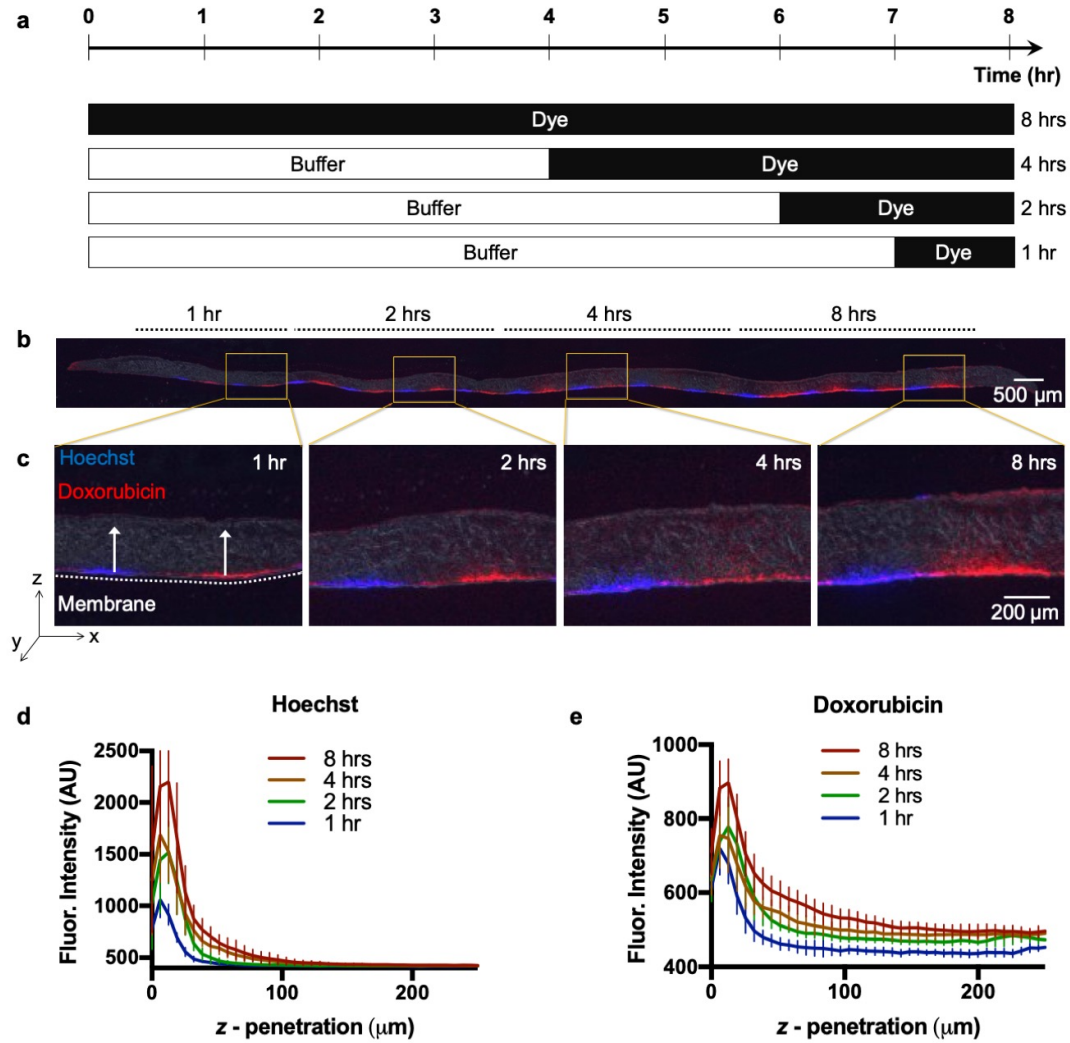 a
0 1 2 3 4 5 6 7 8
Time (hr)
Dye 8 hrs
Buffer Dye 4 hrs
Buffer Dye 2 hrs
Buffer Dye 1 hr
1 hr 2 hrs 4 hrs 8 hrs
b
500 μm
c
Hoechst 1 hr 2 hrs 4 hrs 8 hrs
Doxorubicin
Membrane
200 μm
z
y x
d
Hoechst
Fluor. Intensity (AU)
2500
2000
1500
1000
500
8 hrs
4 hrs
2 hrs
1 hr
0 100 200
z - penetration (μm)
e
Doxorubicin
Fluor. Intensity (AU)
1000
800
600
400
8 hrs
4 hrs
2 hrs
1 hr
0 100 200
z - penetration (μm)